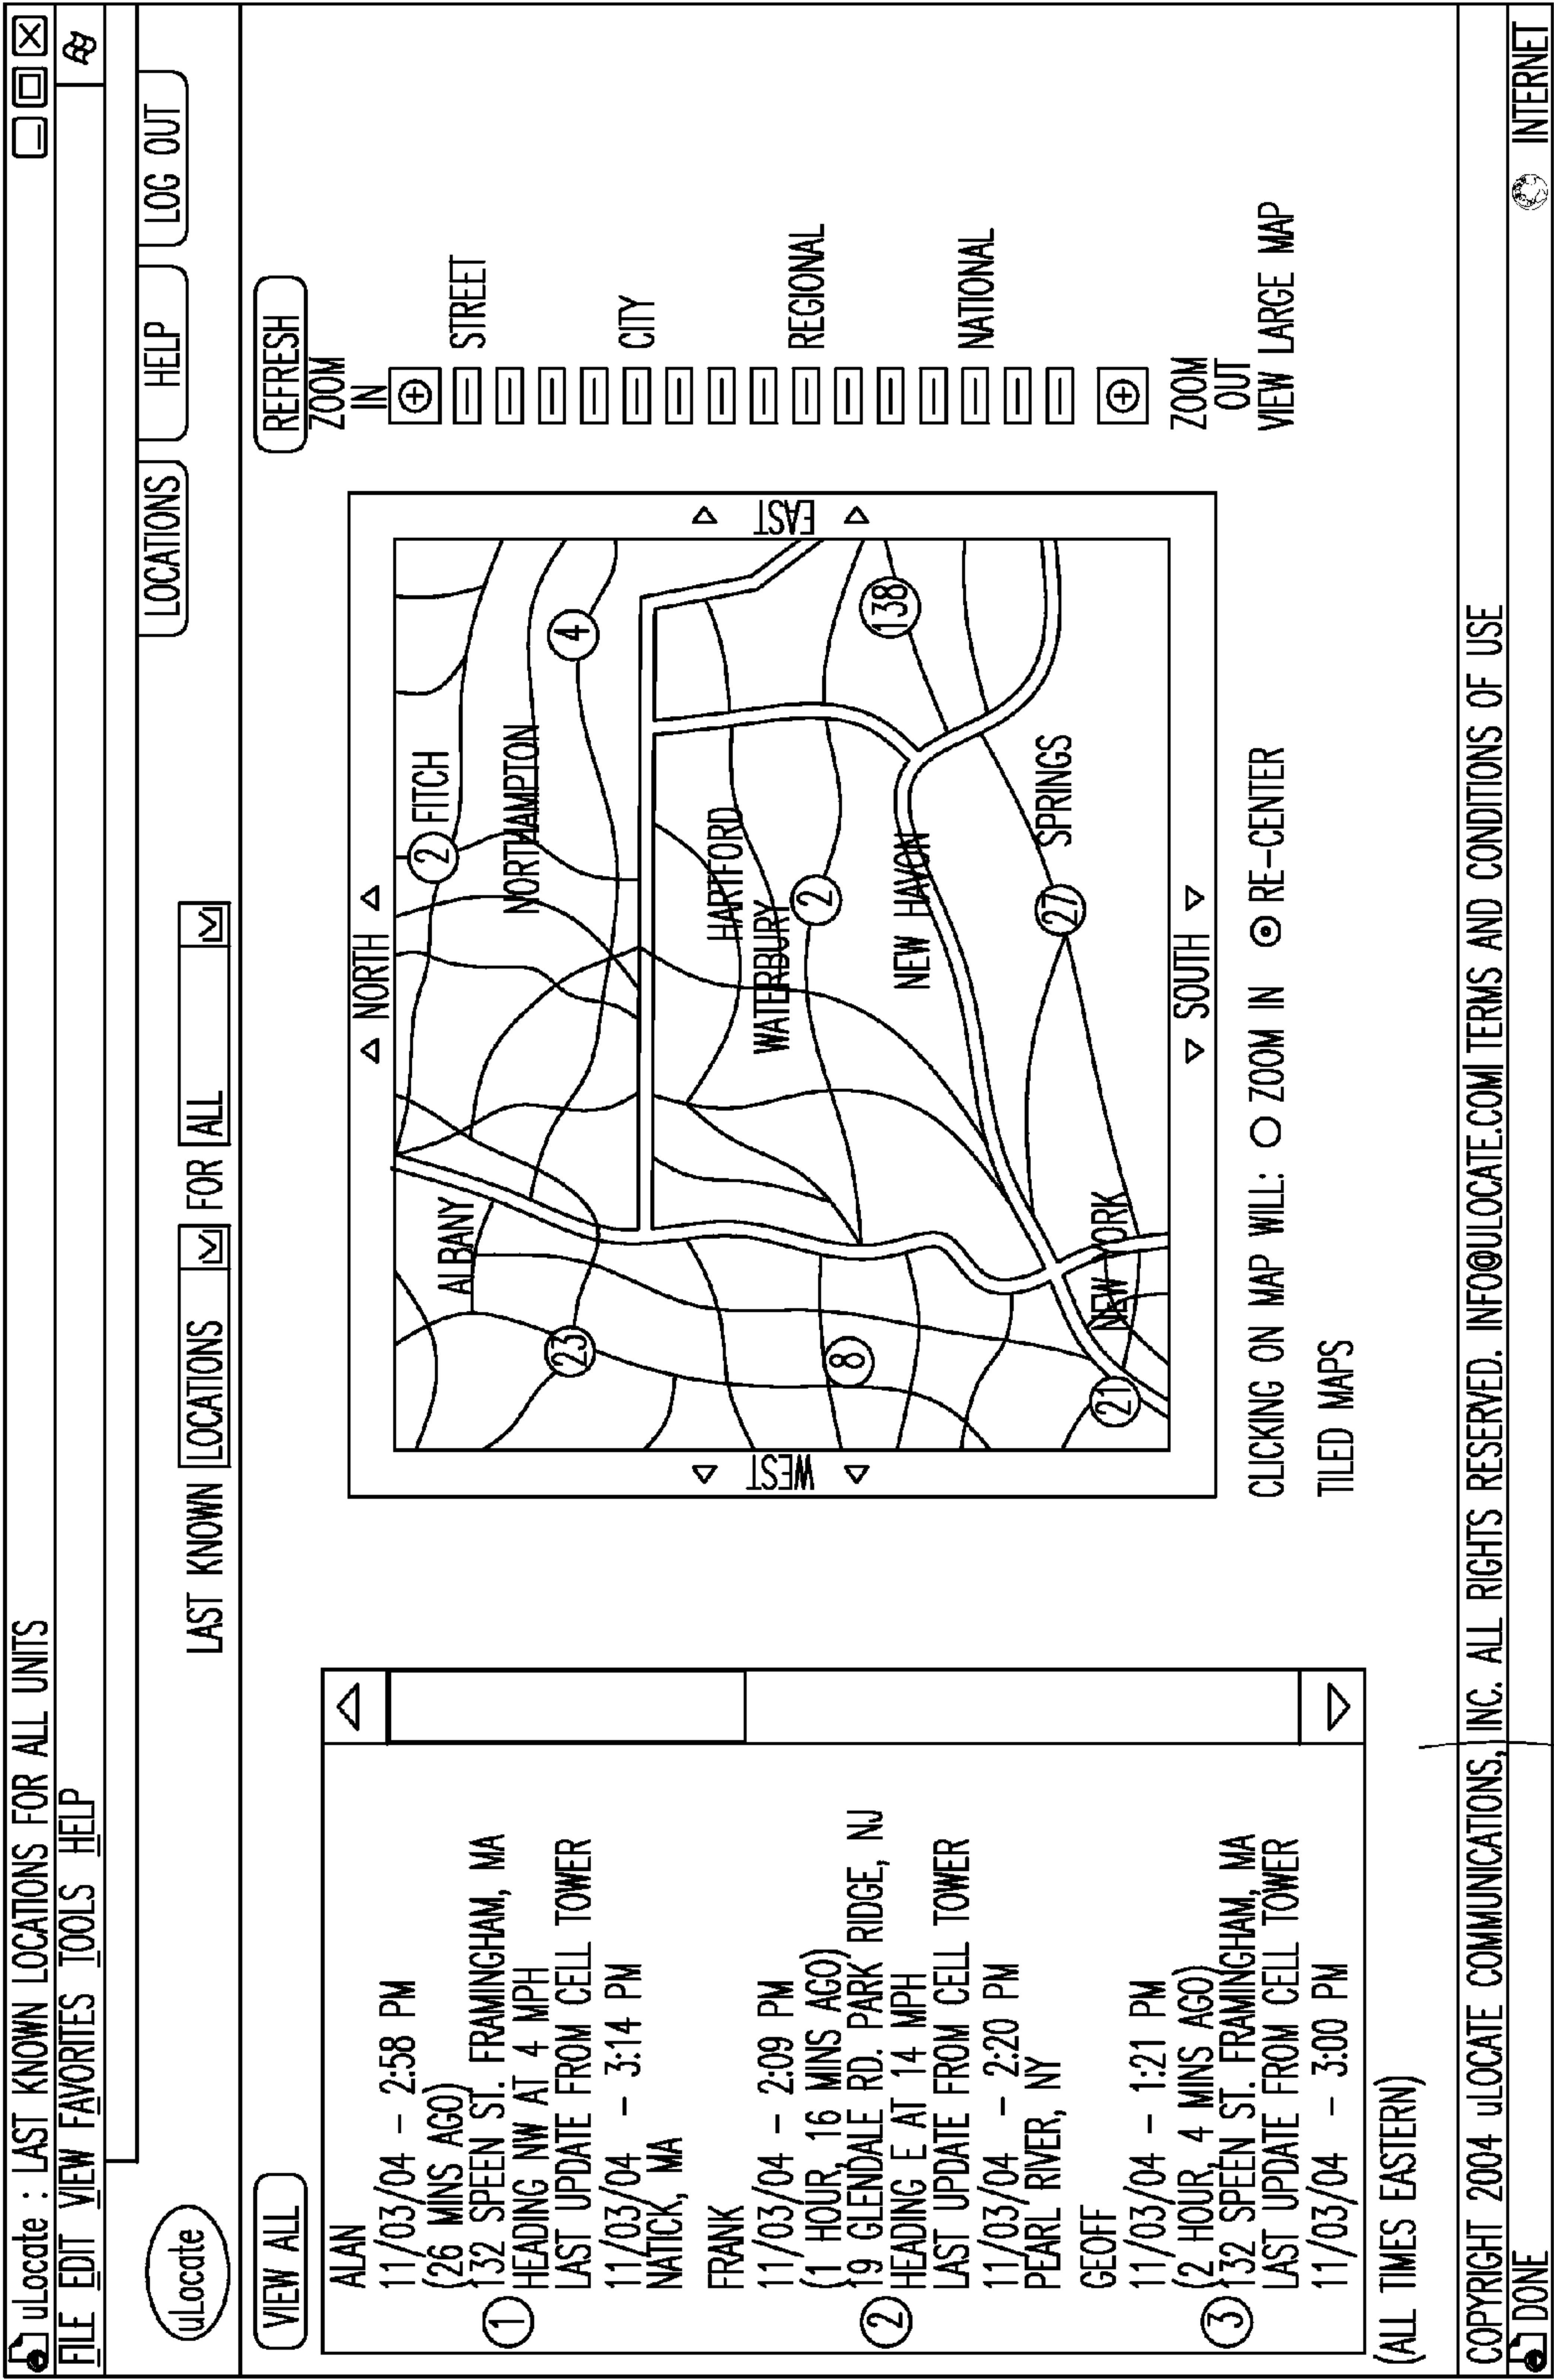 uLocate : LAST KNOWN LOCATIONS FOR ALL UNITS
FILE EDIT VIEW FAVORITES TOOLS HELP
uLocate
LOCATIONS HELP LOG OUT
LAST KNOWN LOCATIONS FOR ALL
VIEW ALL
REFRESH
ALAN
11/03/04 - 2:58 PM
(26 MINS AGO)
1
132 SPEEN ST. FRAMINGHAM, MA
HEADING NW AT 4 MPH
LAST UPDATE FROM CELL TOWER
11/03/04 - 3:14 PM
NATICK, MA
FRANK
11/03/04 - 2:09 PM
(1 HOUR, 16 MINS AGO)
2
19 GLENDALE RD. PARK RIDGE, NJ
HEADING E AT 14 MPH
LAST UPDATE FROM CELL TOWER
11/03/04 - 2:20 PM
PEARL RIVER, NY
GEOFF
11/03/04 - 1:21 PM
(2 HOUR, 4 MINS AGO)
3
132 SPEEN ST. FRAMINGHAM, MA
LAST UPDATE FROM CELL TOWER
11/03/04 - 3:00 PM
(ALL TIMES EASTERN)
NORTH
WEST
EAST
SOUTH
2 FITCH
ALBANY
NORTHAMPTON
23
4
HARTFORD
WATERBURY
2
8
138
NEW HAVON
27
SPRINGS
NEW YORK
21
CLICKING ON MAP WILL: ZOOM IN RE-CENTER
TILED MAPS
ZOOM
IN
STREET
CITY
REGIONAL
NATIONAL
ZOOM
OUT
VIEW LARGE MAP
COPYRIGHT 2004 uLOCATE COMMUNICATIONS, INC. ALL RIGHTS RESERVED. INFO@ULOCATE.COM| TERMS AND CONDITIONS OF USE
DONE
INTERNET